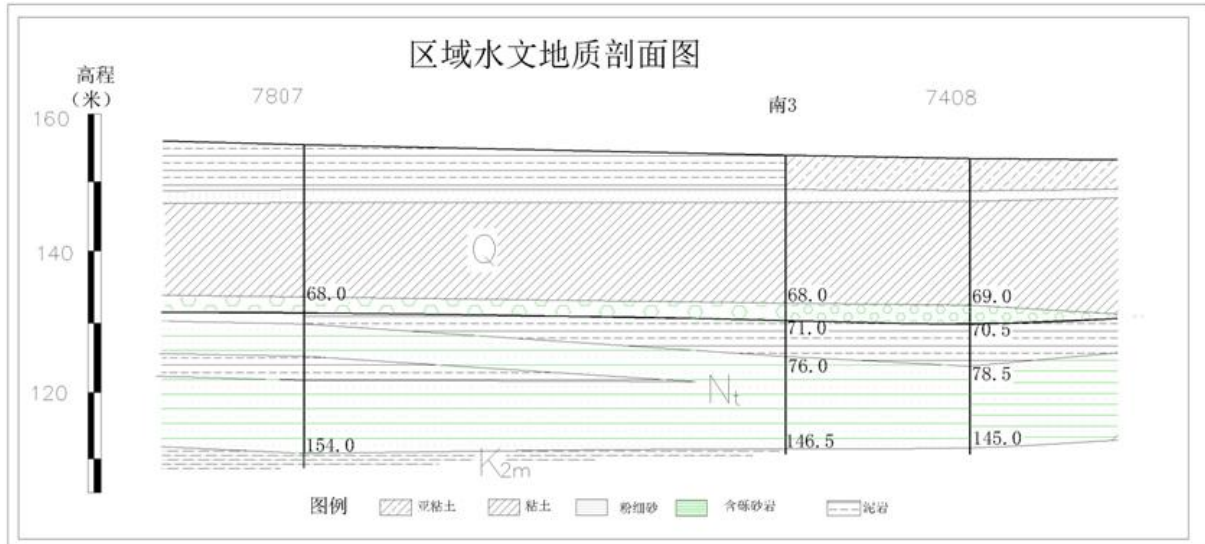 区域水文地质剖面图
高程
（米）
7807
南3
7408
160
140
Q
68.0
68.0
69.0
71.0
70.5
76.0
78.5
120
Nt
154.0
146.5
145.0
K2m
图例
亚粘土
粘土
粉细砂
含砾砂岩
泥岩